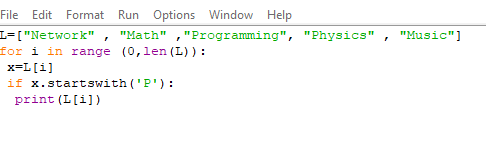 File Edit Format Run Options Window Help
L=["Network" , "Math" ,"Programming", "Physics" , "Music"]
for i in range (0,len(L)):
 x=L[i]
 if x.startswith('P'):
  print(L[i])